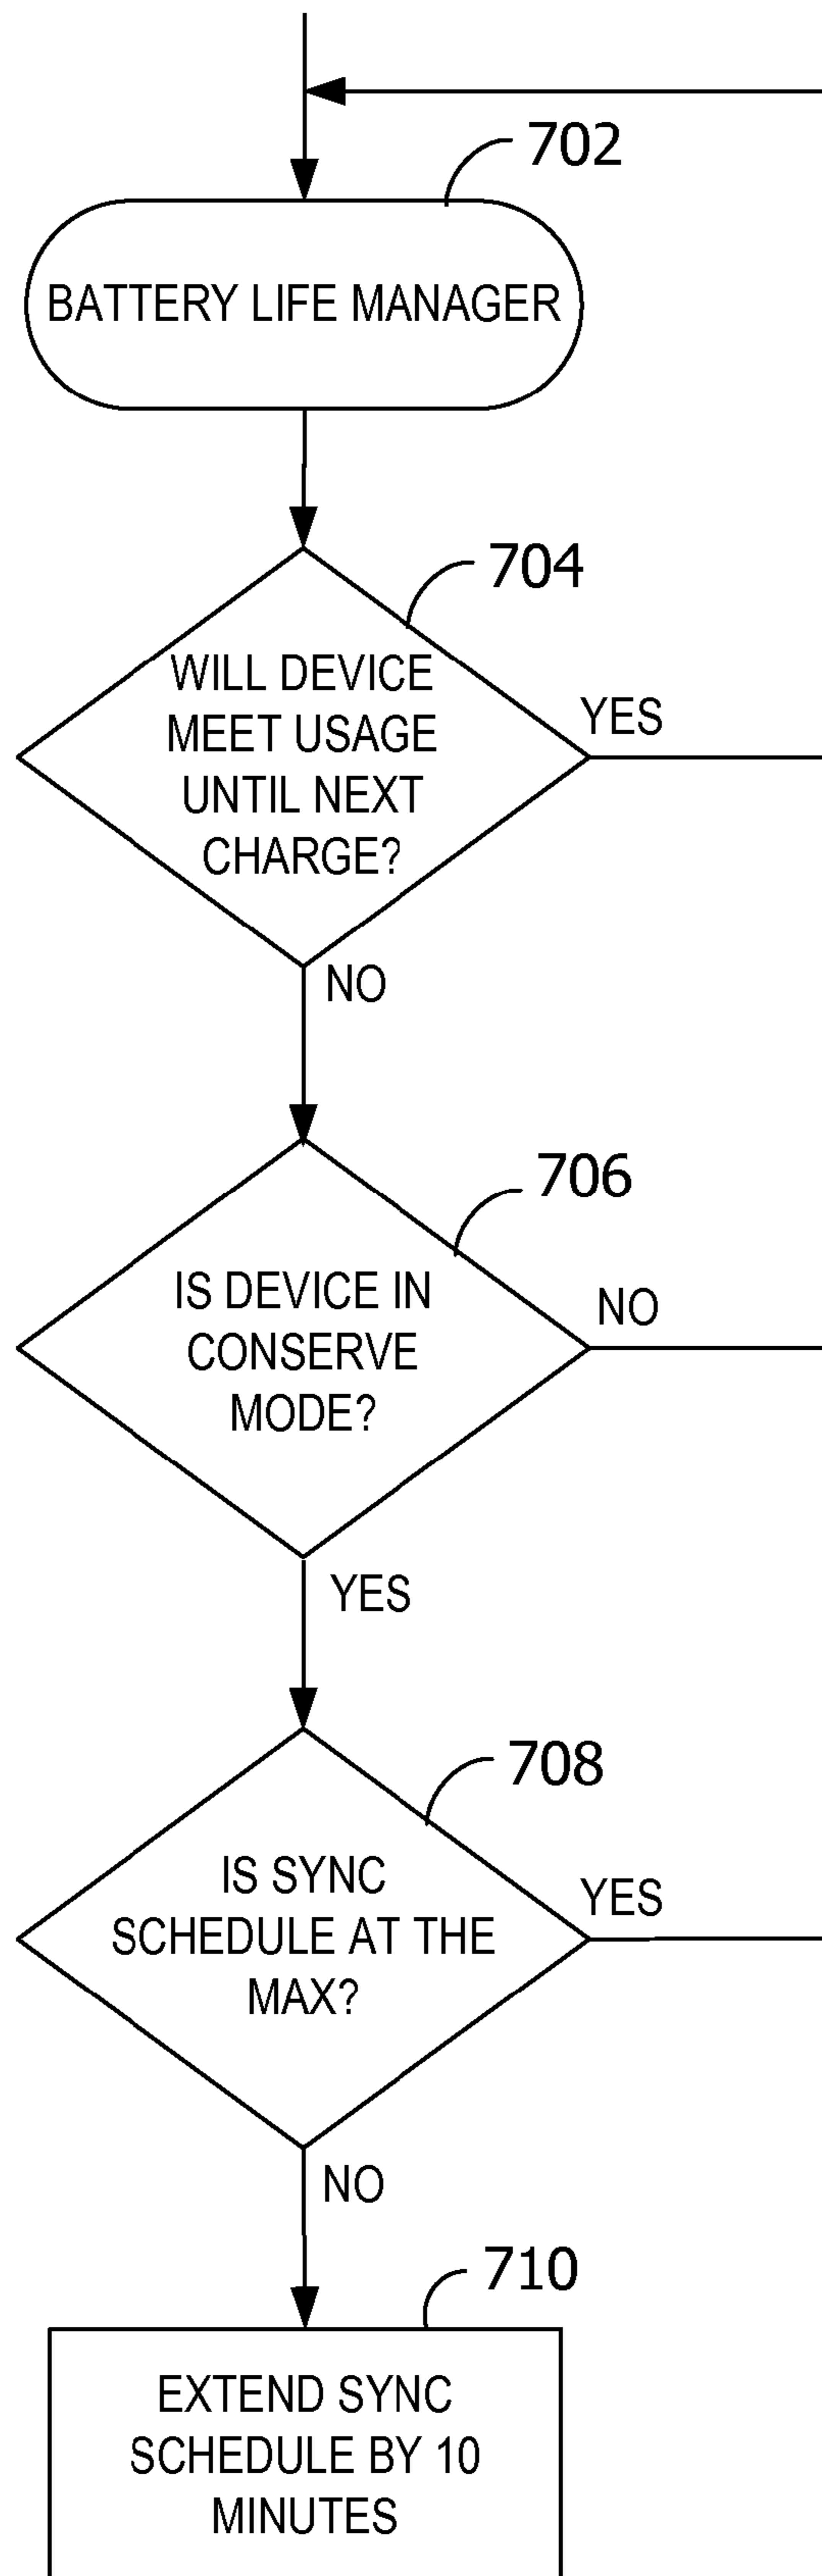 702
BATTERY LIFE MANAGER
704
WILL DEVICE
MEET USAGE
UNTIL NEXT
CHARGE?
YES
NO
706
IS DEVICE IN
CONSERVE
MODE?
NO
YES
708
IS SYNC
SCHEDULE AT THE
MAX?
YES
NO
710
EXTEND SYNC
SCHEDULE BY 10
MINUTES